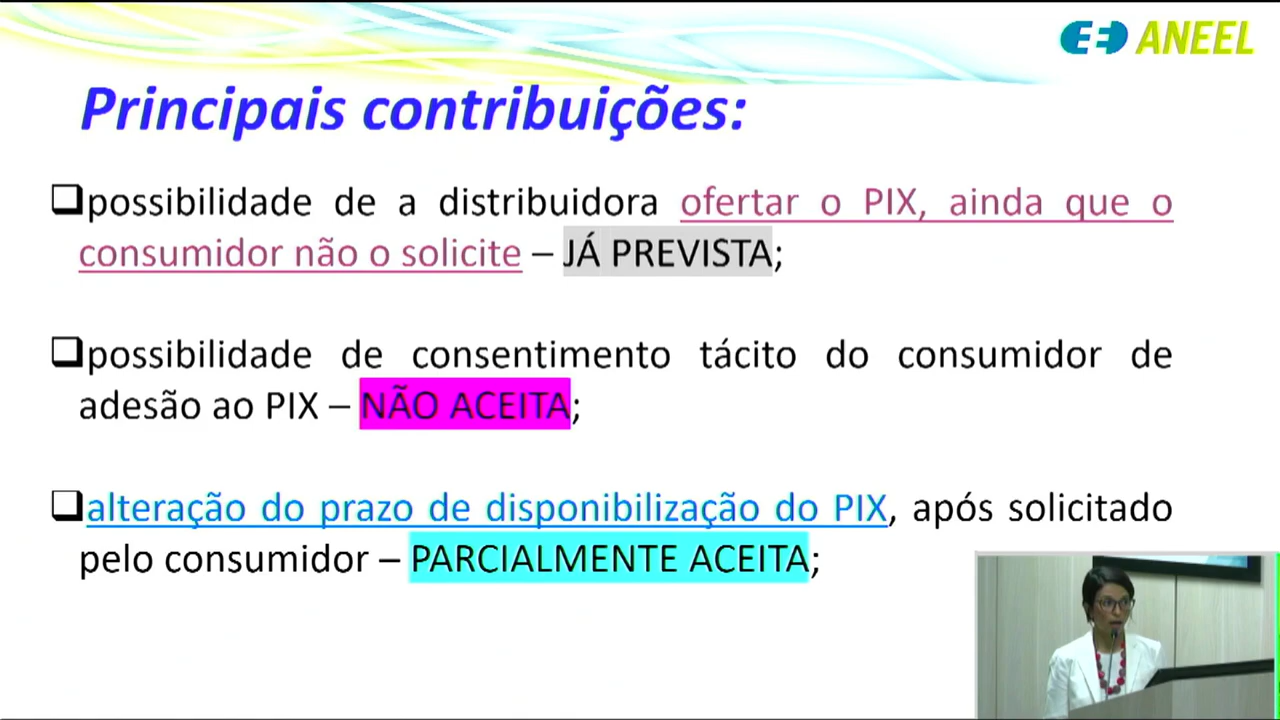 ANEEL
Principais contribuições:
possibilidade de a distribuidora ofertar o PIX, ainda que o
consumidor não o solicite – JÁ PREVISTA;
possibilidade de consentimento tácito do consumidor de
adesão ao PIX – NÃO ACEITA;
alteração do prazo de disponibilização do PIX, após solicitado
pelo consumidor – PARCIALMENTE ACEITA;